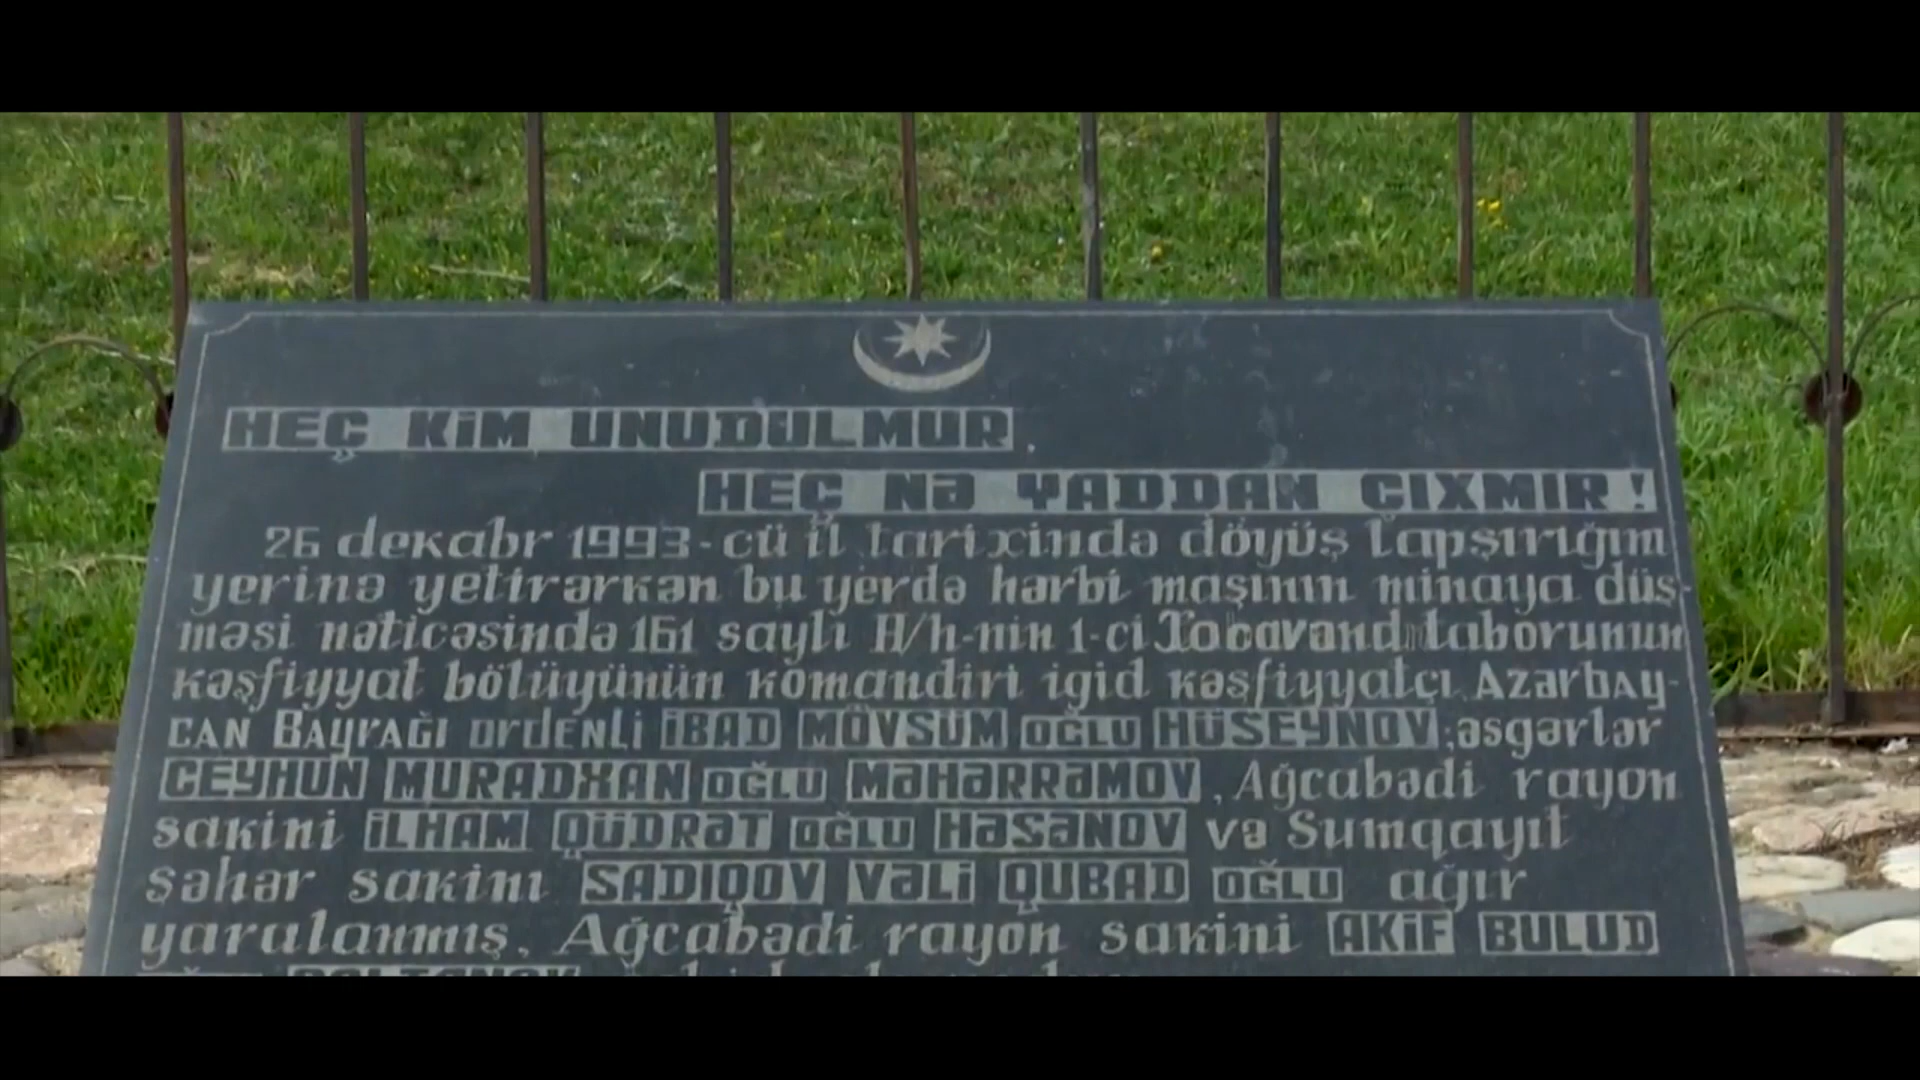 HEÇ KİM UNUDULMUR,
HEÇ NƏ YADDAN ÇIXMIR!
26 dekabr 1993-cü il tarixində döyüş tapşırığını
yerinə yetirərkən bu yerdə hərbi maşının minaya düş-
məsi nəticəsində 161 saylı H/h-nin 1-ci Xocavənd taborunun
kəşfiyyat bölüyünün komandiri igid kəşfiyyatçı AZƏRBAY-
CAN BAYRAĞI ORDENLİ İBAD MÖVSÜM OĞLU HÜSEYNOV; əsgərlər
CEYHUN MURADXAN OĞLU MƏHƏRRƏMOV, Ağcabədi rayon
sakini İLHAM QÜDRƏT OĞLU HƏSƏNOV və Sumqayıt
şəhər sakini SADIQOV VƏLİ QUBAD OĞLU ağır
yaralanmış, Ağcabədi rayon sakini AKİF BULUD